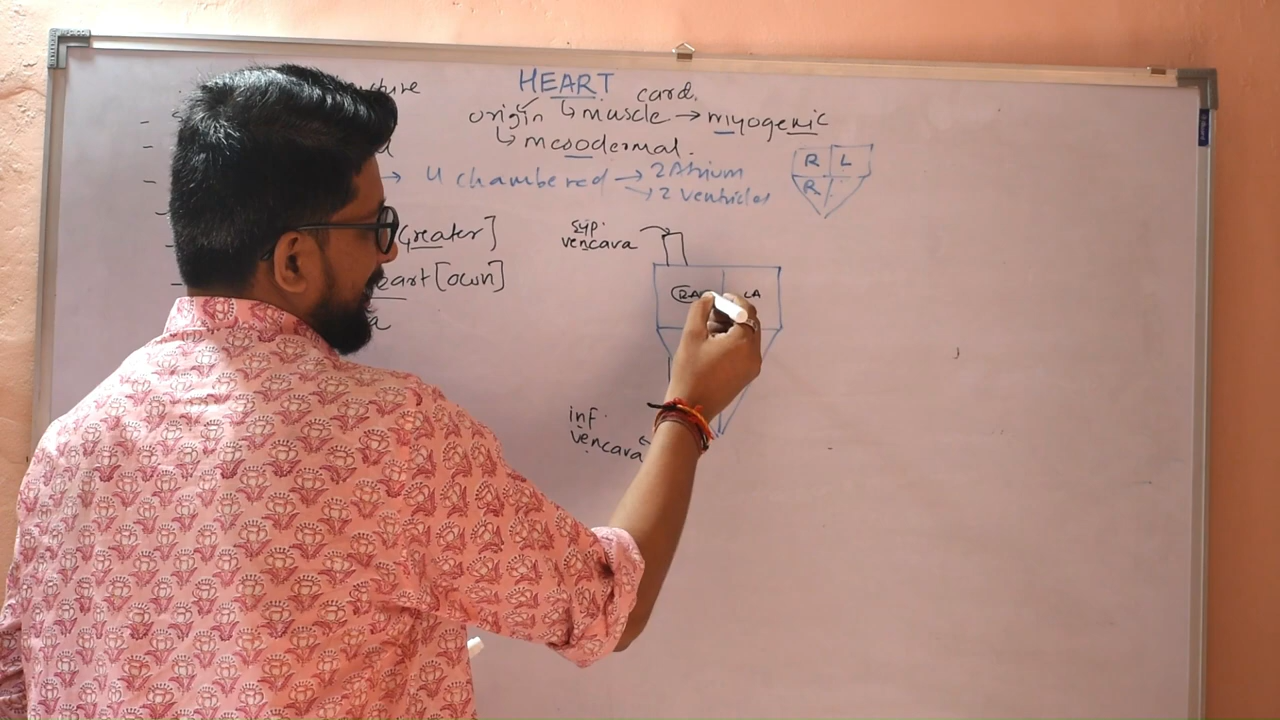 HEART
card.
origin ↳ muscle → myogenic
↳ mesodermal.
→ 4 chambered → 2 Atrium
→ 2 Ventricles
R L
R
Greater]
[own]
sup.
vencava
RA LA
inf.
vencava